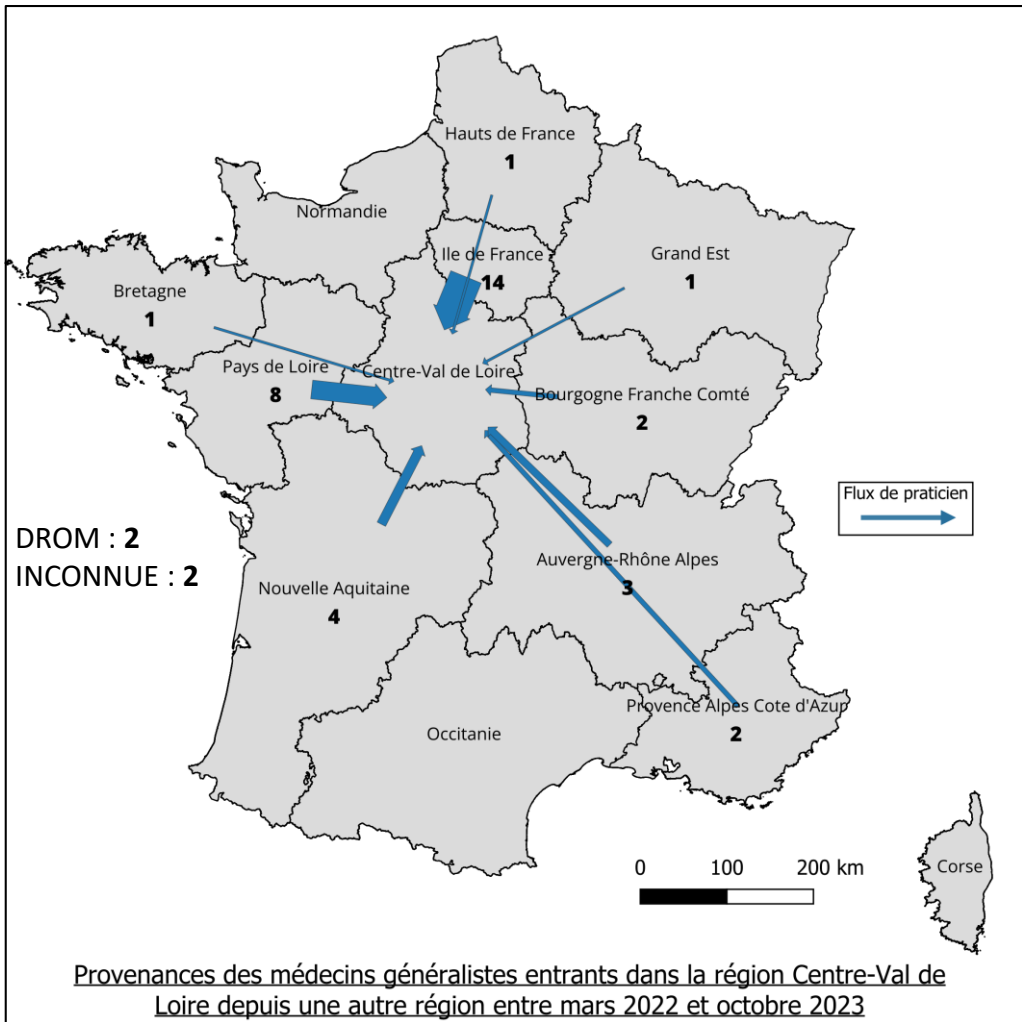 Hauts de France
1
Normandie
Ile de France
14
Grand Est
1
Bretagne
1
Pays de Loire
8
Centre-Val de Loire
Bourgogne Franche Comté
2
Flux de praticien
DROM : 2
INCONNUE : 2
Auvergne-Rhône Alpes
3
Nouvelle Aquitaine
4
Provence Alpes Cote d'Azur
2
Occitanie
0 100 200 km
Corse
Provenances des médecins généralistes entrants dans la région Centre-Val de
Loire depuis une autre région entre mars 2022 et octobre 2023